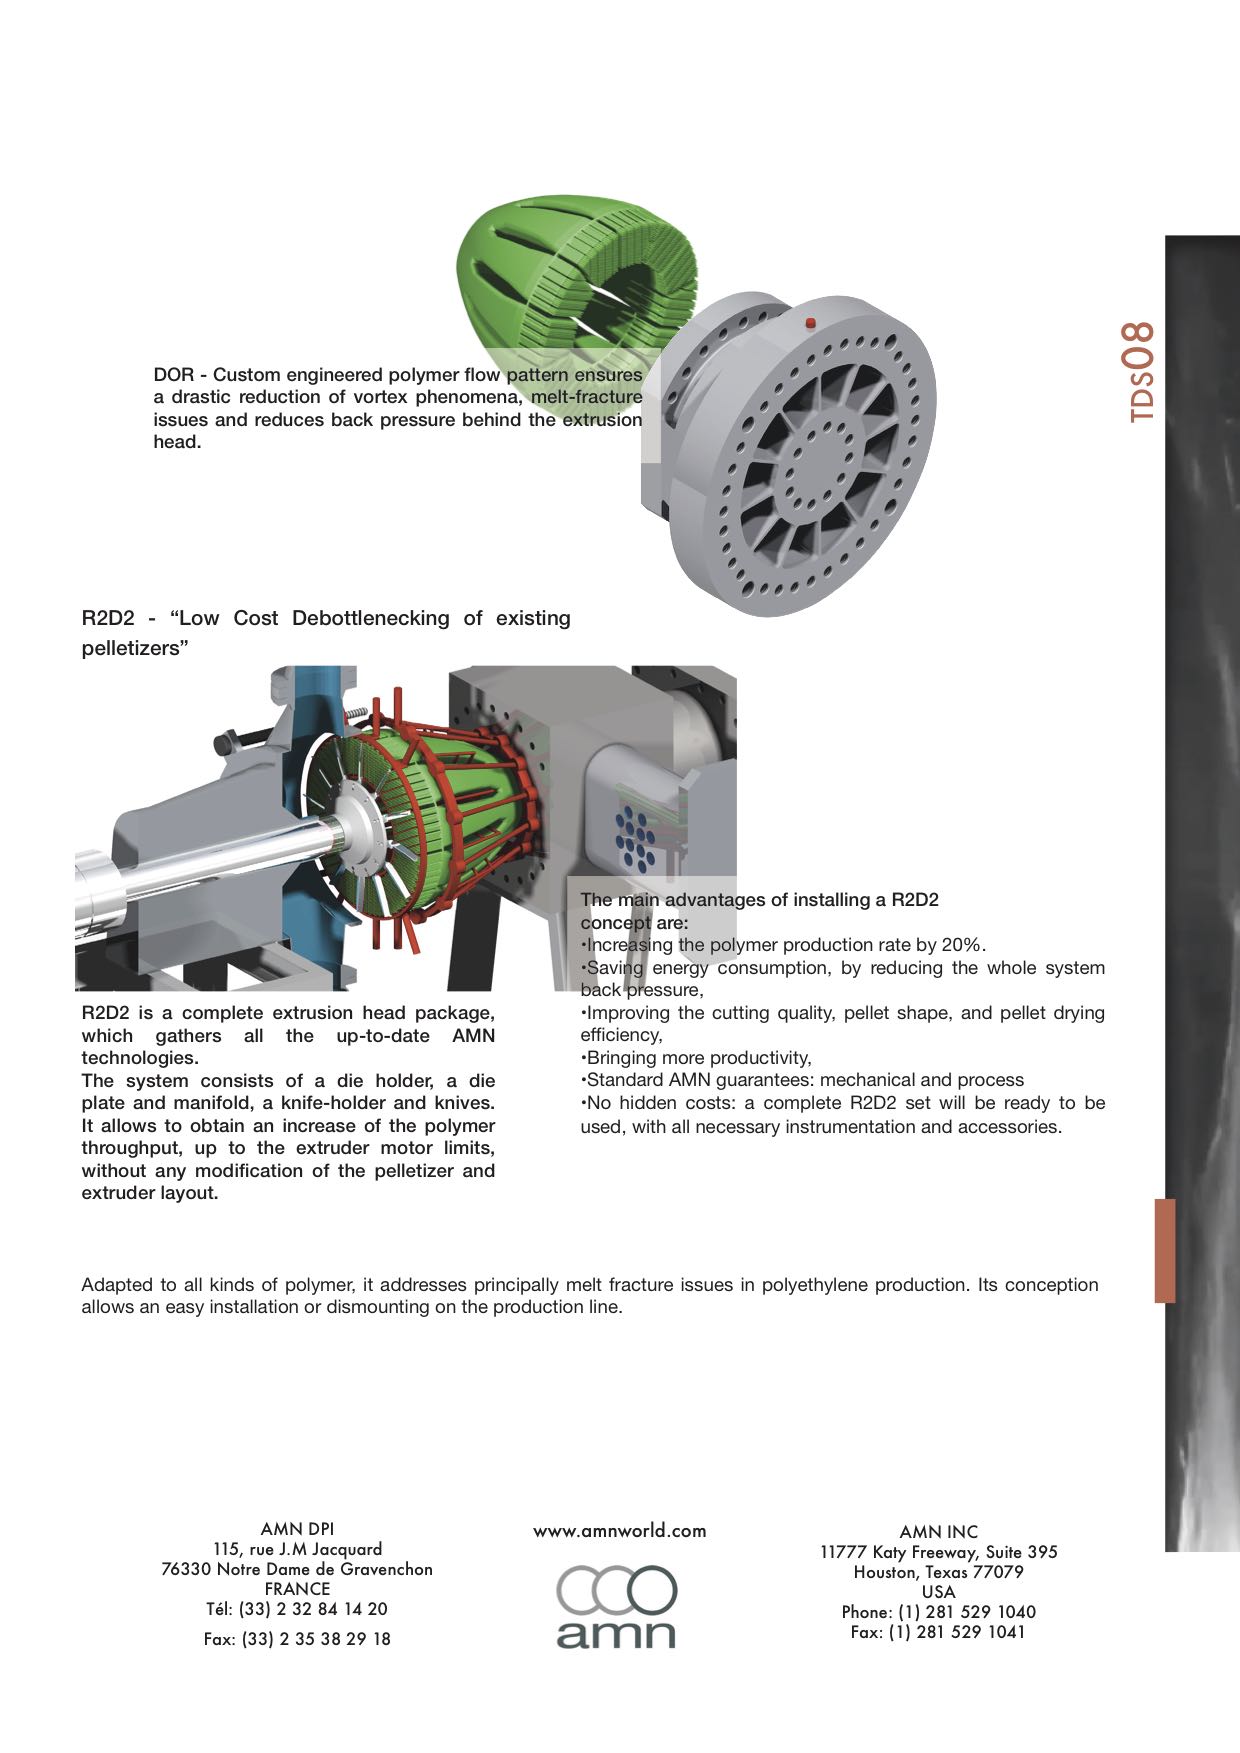 TDS08
DOR - Custom engineered polymer flow pattern ensures
a drastic reduction of vortex phenomena, melt-fracture
issues and reduces back pressure behind the extrusion
head.
R2D2 - “Low Cost Debottlenecking of existing
pelletizers”
R2D2 is a complete extrusion head package,
which gathers all the up-to-date AMN
technologies.
The system consists of a die holder, a die
plate and manifold, a knife-holder and knives.
It allows to obtain an increase of the polymer
throughput, up to the extruder motor limits,
without any modification of the pelletizer and
extruder layout.
The main advantages of installing a R2D2
concept are:
•Increasing the polymer production rate by 20%.
•Saving energy consumption, by reducing the whole system
back pressure,
•Improving the cutting quality, pellet shape, and pellet drying
efficiency,
•Bringing more productivity,
•Standard AMN guarantees: mechanical and process
•No hidden costs: a complete R2D2 set will be ready to be
used, with all necessary instrumentation and accessories.
Adapted to all kinds of polymer, it addresses principally melt fracture issues in polyethylene production. Its conception
allows an easy installation or dismounting on the production line.
AMN DPI
115, rue J.M Jacquard
76330 Notre Dame de Gravenchon
FRANCE
Tél: (33) 2 32 84 14 20
Fax: (33) 2 35 38 29 18
www.amnworld.com
amn
AMN INC
11777 Katy Freeway, Suite 395
Houston, Texas 77079
USA
Phone: (1) 281 529 1040
Fax: (1) 281 529 1041